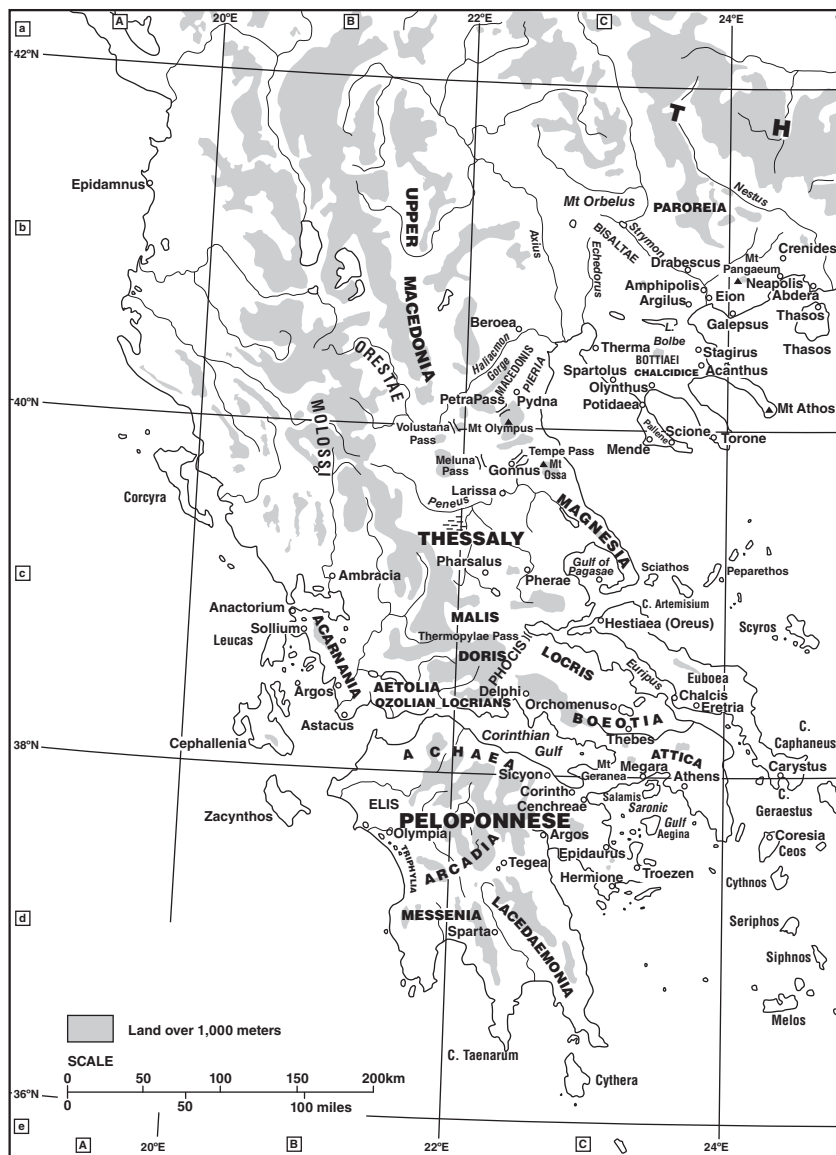 a
A
20°E
B
22°E
C
24°E
42°N
T H
Epidamnus
b
UPPER
MACEDONIA
Mt Orbelus
PAROREIA
Nestus
Axius
Echedorus
BISALTAE
Strymon
Drabescus
Mt
Pangaeum
Crenides
Amphipolis
Neapolis
Argilus
Eion
Abdera
Galepsus
Thasos
Thasos
Beroea
L.
Bolbe
Therma
Stagirus
BOTTIAEI
CHALCIDICE
Acanthus
Spartolus
Olynthus
Potidaea
Mt Athos
ORESTAE
Haliacmon
Gorge
MACEDONIS
PIERIA
Petra Pass
Pydna
40°N
MOLOSSI
Volustana
Pass
Mt Olympus
Pallene
Scione
Mende
Torone
Meluna
Pass
Tempe Pass
Gonnus
Mt
Ossa
Corcyra
Peneus
Larissa
MAGNESIA
THESSALY
c
Pharsalus
Pherae
Gulf of
Pagasae
Sciathos
Peparethos
Ambracia
C. Artemisium
Anactorium
MALIS
Hestiaea (Oreus)
Scyros
Sollium
Leucas
ACARNANIA
Thermopylae Pass
DORIS
PHOCIS
LOCRIS
Euripus
Euboea
AETOLIA
Delphi
Chalcis
Argos
OZOLIAN LOCRIANS
Orchomenus
Eretria
Astacus
BOEOTIA
38°N
Cephallenia
Corinthian
Gulf
Thebes
C.
Caphaneus
ACHAEA
Mt
Geranea
Megara
ATTICA
Sicyon
Athens
Carystus
Corinth
Cenchreae
Salamis
Saronic
Gulf
Aegina
C.
Geraestus
Zacynthos
ELIS
PELOPONNESE
Olympia
Argos
Coresia
Ceos
TRIPHYLIA
ARCADIA
Epidaurus
Tegea
Troezen
Cythnos
Hermione
d
MESSENIA
LACEDAEMONIA
Sparta
Seriphos
Siphnos
Melos
Land over 1,000 meters
SCALE
0 50 100 150 200km
0 50 100 miles
C. Taenarum
Cythera
36°N
e
A
20°E
B
22°E
C
24°E